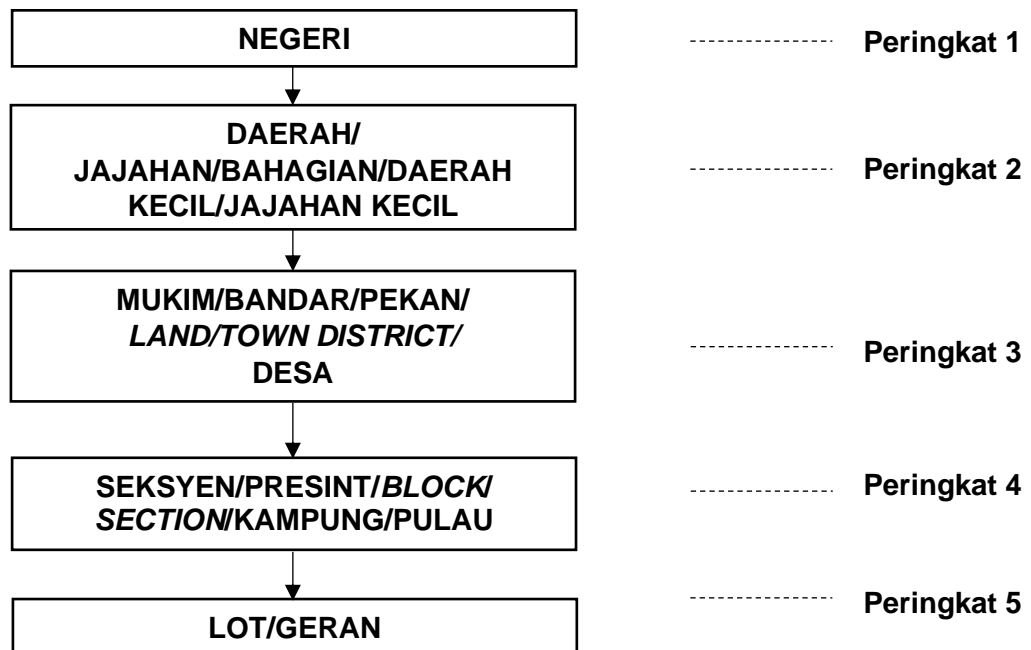 NEGERI
Peringkat 1
DAERAH/
JAJAHAN/BAHAGIAN/DAERAH
KECIL/JAJAHAN KECIL
Peringkat 2
MUKIM/BANDAR/PEKAN/
LAND/TOWN DISTRICT/
DESA
Peringkat 3
SEKSYEN/PRESINT/BLOCK/
SECTION/KAMPUNG/PULAU
Peringkat 4
LOT/GERAN
Peringkat 5